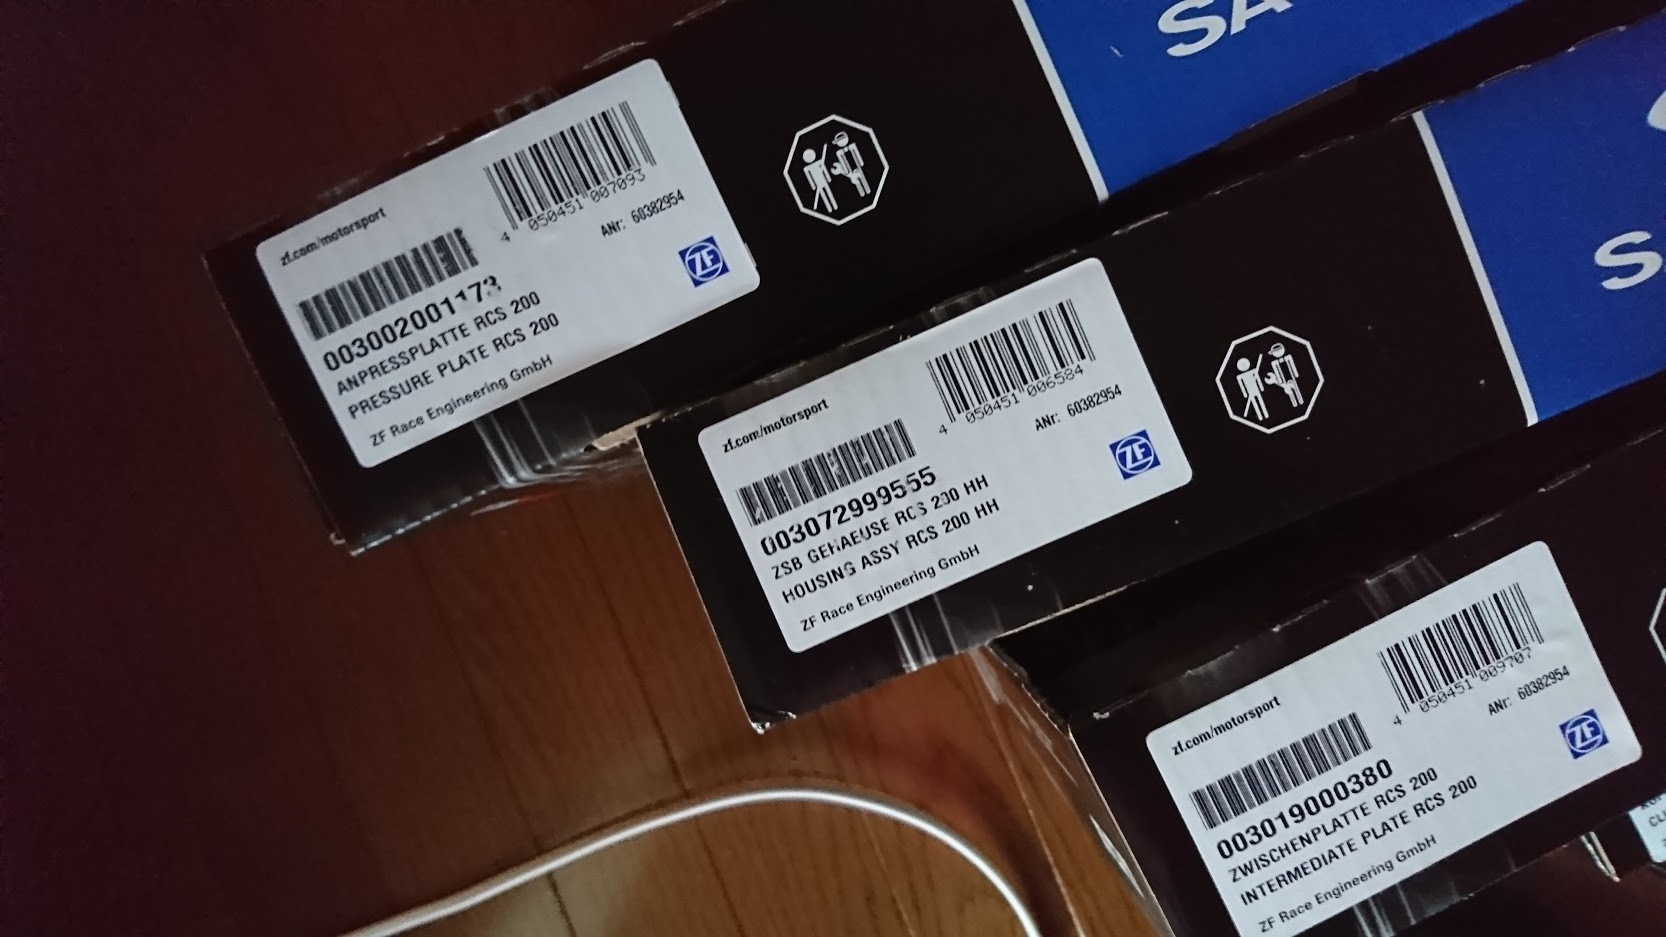 SA
zf.com/motorsport
4 050451 007093
ANr: 60382954
ZF
003002001173
ANPRESSPLATTE RCS 200
PRESSURE PLATE RCS 200
ZF Race Engineering GmbH
S
zf.com/motorsport
4 050451 006584
ANr: 60382954
ZF
003072999555
ZSB GEHAEUSE RCS 200 HH
HOUSING ASSY RCS 200 HH
ZF Race Engineering GmbH
zf.com/motorsport
4 050451 009707
ANr: 60382954
ZF
003019000380
ZWISCHENPLATTE RCS 200
INTERMEDIATE PLATE RCS 200
ZF Race Engineering GmbH